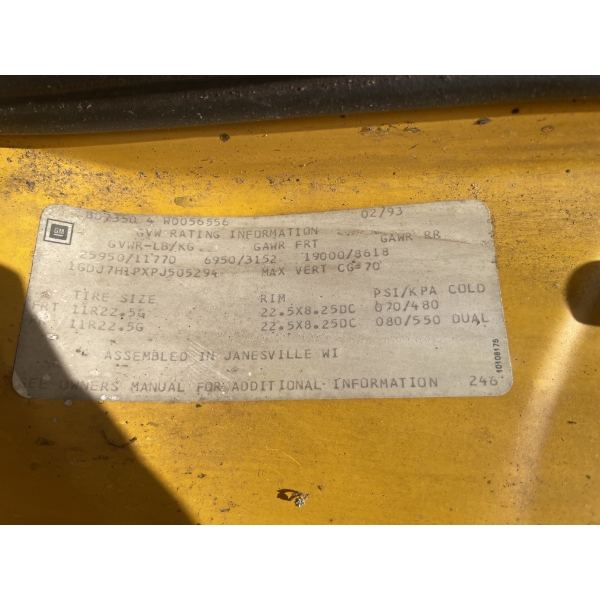 GM
4 W0056556 02/93
GVW RATING INFORMATION
GVWR-LB/KG GAWR FRT GAWR RR
25950/11770 6950/3152 19000/8618
1GDJ7H1PXPJ505294 MAX VERT CG=70
TIRE SIZE RIM PSI/KPA COLD
FRT 11R22.5G 22.5X8.25DC 070/480
11R22.5G 22.5X8.25DC 080/550 DUAL
ASSEMBLED IN JANESVILLE WI
SEE OWNERS MANUAL FOR ADDITIONAL INFORMATION 246
10108175